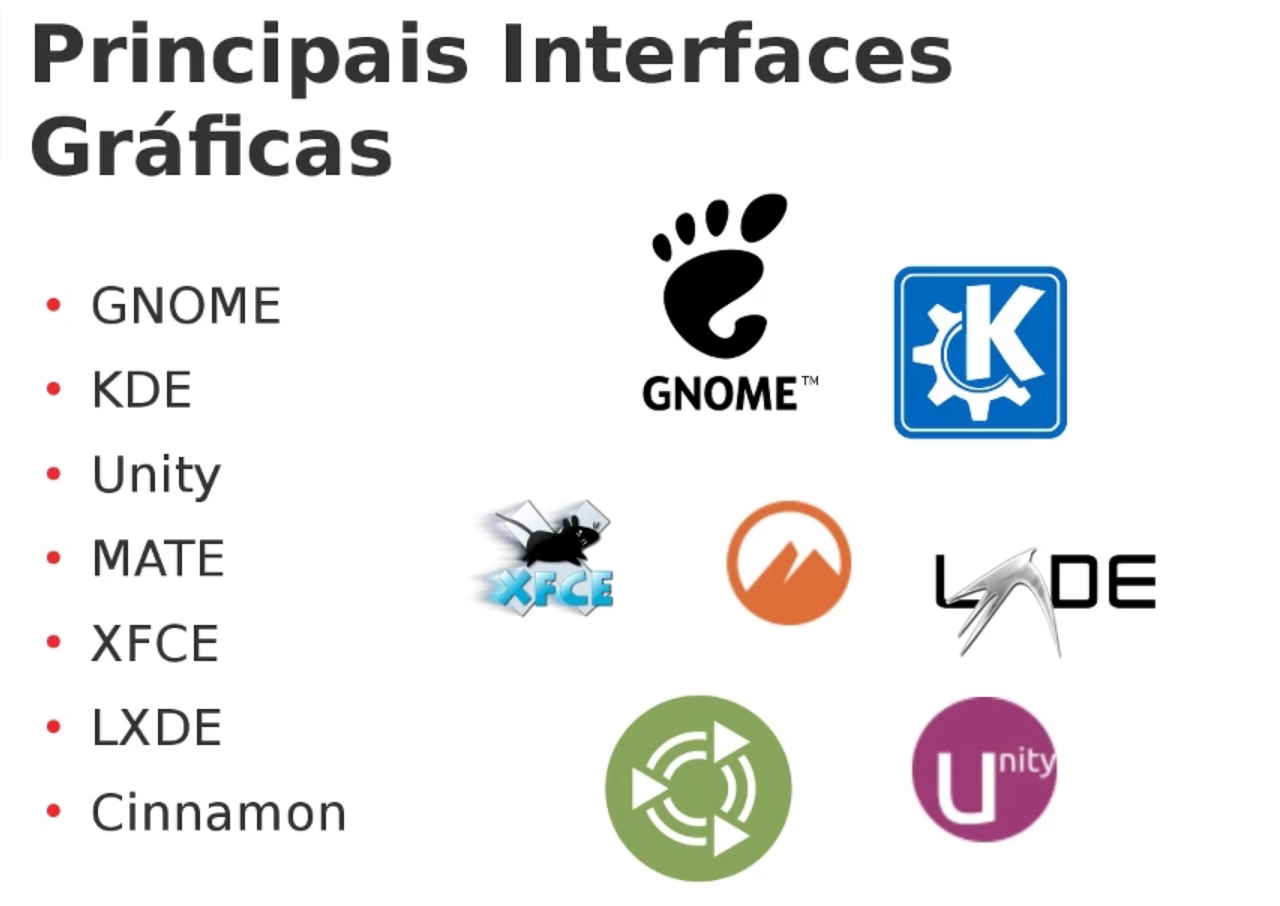 Principais Interfaces
Gráficas
• GNOME
• KDE
• Unity
• MATE
• XFCE
• LXDE
• Cinnamon
GNOME™
K
XFCE
LXDE
Unity